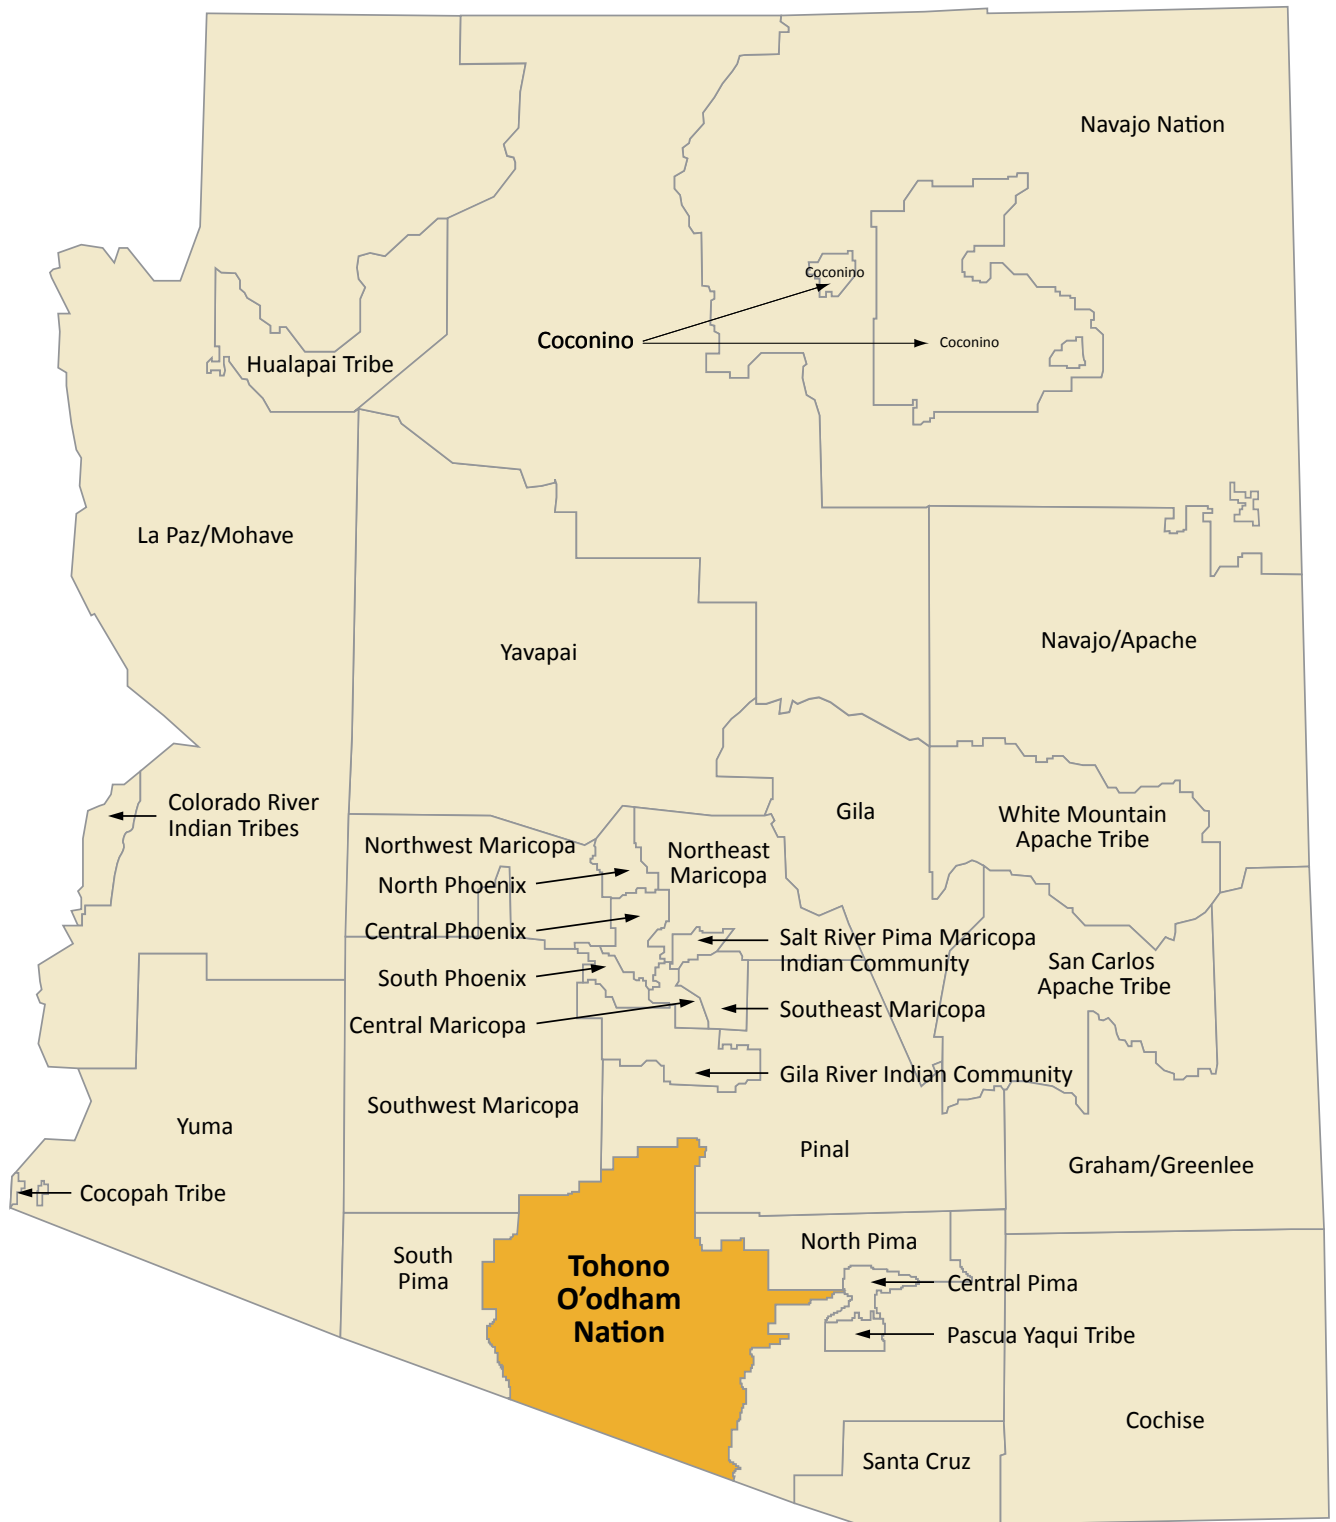 Navajo Nation
Coconino
Coconino
Coconino
Hualapai Tribe
La Paz/Mohave
Yavapai
Navajo/Apache
Colorado River
Indian Tribes
Gila
White Mountain
Apache Tribe
Northwest Maricopa
Northeast
Maricopa
North Phoenix
Central Phoenix
Salt River Pima Maricopa
Indian Community
San Carlos
Apache Tribe
South Phoenix
Southeast Maricopa
Central Maricopa
Gila River Indian Community
Southwest Maricopa
Yuma
Pinal
Graham/Greenlee
Cocopah Tribe
South
Pima
North Pima
Tohono
O’odham
Nation
Central Pima
Pascua Yaqui Tribe
Cochise
Santa Cruz